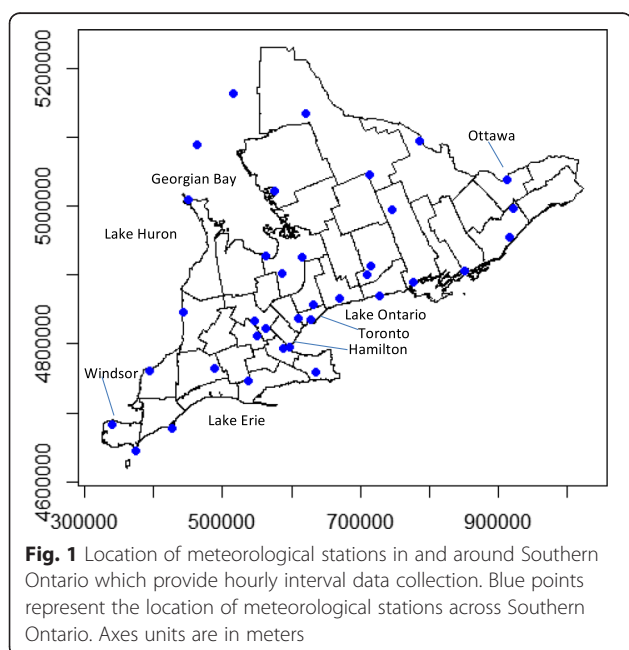 5200000
Ottawa
Georgian Bay
5000000
Lake Huron
Lake Ontario
Toronto
4800000
Hamilton
Windsor
Lake Erie
4600000
300000 500000 700000 900000
Fig. 1 Location of meteorological stations in and around Southern
Ontario which provide hourly interval data collection. Blue points
represent the location of meteorological stations across Southern
Ontario. Axes units are in meters